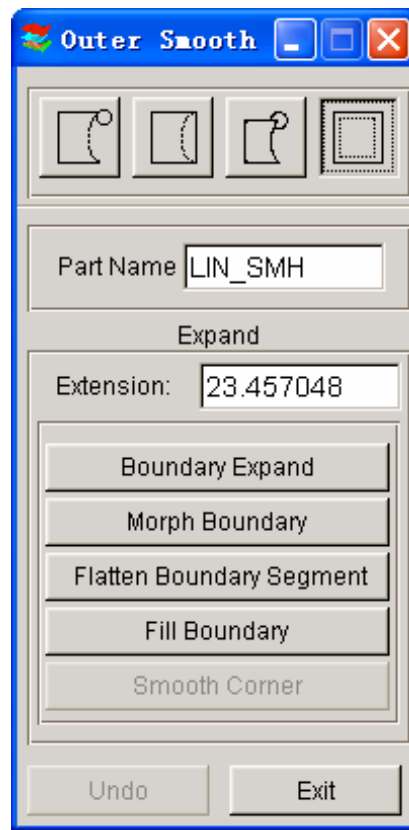 Outer Smooth
Part Name LIN_SMH
Expand
Extension: 23.457048
Boundary Expand
Morph Boundary
Flatten Boundary Segment
Fill Boundary
Smooth Corner
Undo Exit